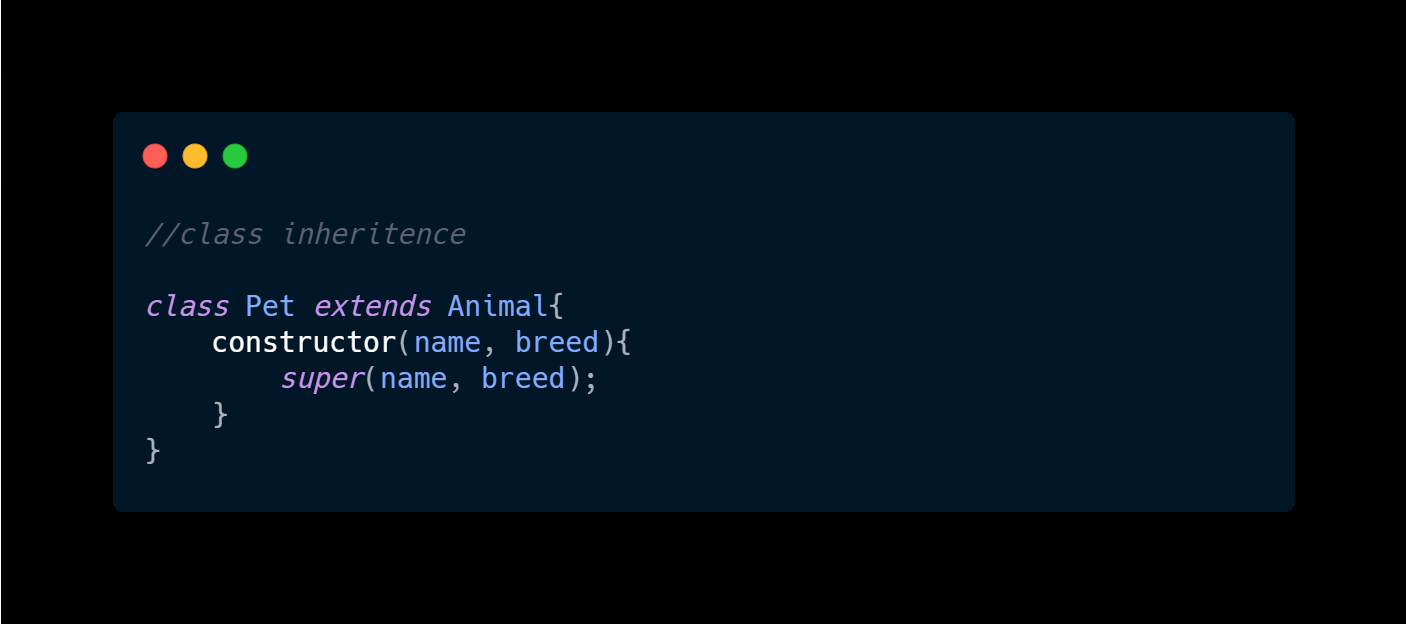 //class inheritence
class Pet extends Animal{
    constructor(name, breed){
        super(name, breed);
    }
}